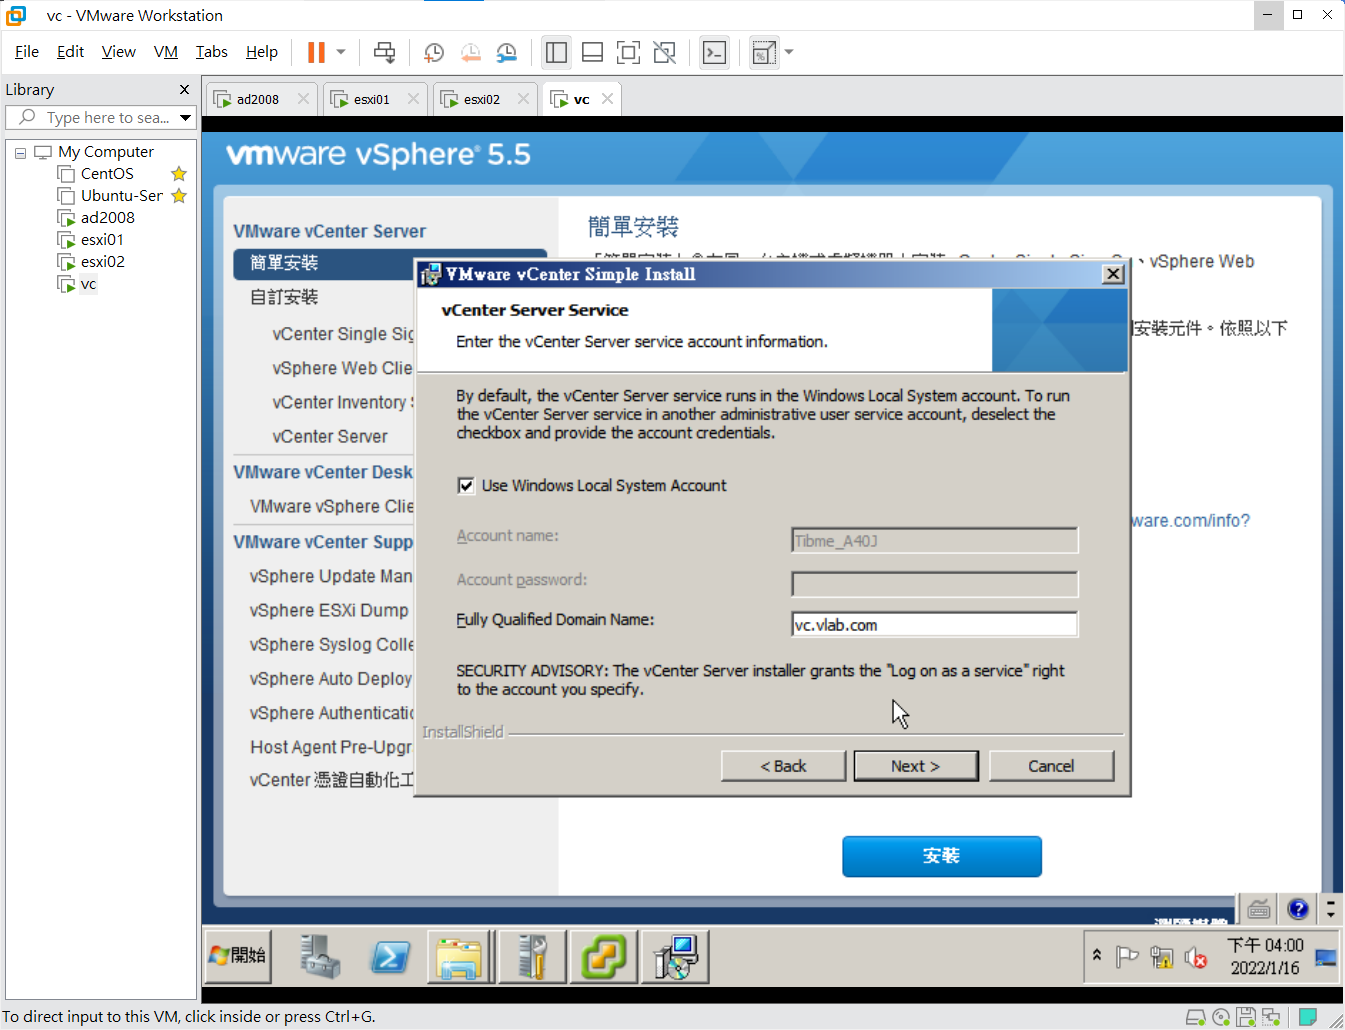 vc - VMware Workstation
File Edit View VM Tabs Help
Library
Type here to sea...
My Computer
CentOS
Ubuntu-Ser
ad2008
esxi01
esxi02
vc
ad2008
esxi01
esxi02
vc
vmware vSphere 5.5
VMware vCenter Server
簡單安裝
自訂安裝
vCenter Single Sig
vSphere Web Clie
vCenter Inventory
vCenter Server
VMware vCenter Desk
VMware vSphere Clie
VMware vCenter Supp
vSphere Update Man
vSphere ESXi Dump
vSphere Syslog Colle
vSphere Auto Deploy
vSphere Authenticatio
Host Agent Pre-Upgr
vCenter 憑證自動化工
簡單安裝
、vSphere Web
安裝元件。依照以下
ware.com/info?
安裝
VMware vCenter Simple Install
vCenter Server Service
Enter the vCenter Server service account information.
By default, the vCenter Server service runs in the Windows Local System account. To run
the vCenter Server service in another administrative user service account, deselect the
checkbox and provide the account credentials.
Use Windows Local System Account
Account name:
Tibme_A40J
Account password:
Fully Qualified Domain Name:
vc.vlab.com
SECURITY ADVISORY: The vCenter Server installer grants the "Log on as a service" right
to the account you specify.
InstallShield
< Back
Next >
Cancel
開始
下午 04:00
2022/1/16
To direct input to this VM, click inside or press Ctrl+G.